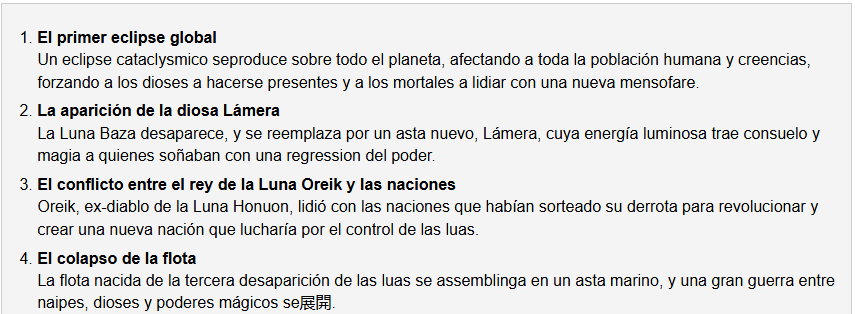 1. El primer eclipse global
Un eclipse cataclysmico seproduce sobre todo el planeta, afectando a toda la población humana y creencias,
forzando a los dioses a hacerse presentes y a los mortales a lidiar con una nueva mensofare.
2. La aparición de la diosa Lámera
La Luna Baza desaparece, y se reemplaza por un asta nuevo, Lámera, cuya energía luminosa trae consuelo y
magia a quienes soñaban con una regression del poder.
3. El conflicto entre el rey de la Luna Oreik y las naciones
Oreik, ex-diablo de la Luna Honuon, lidió con las naciones que habían sorteado su derrota para revolucionar y
crear una nueva nación que lucharía por el control de las luas.
4. El colapso de la flota
La flota nacida de la tercera desaparición de las luas se assemblinga en un asta marino, y una gran guerra entre
naipes, dioses y poderes mágicos se展開.